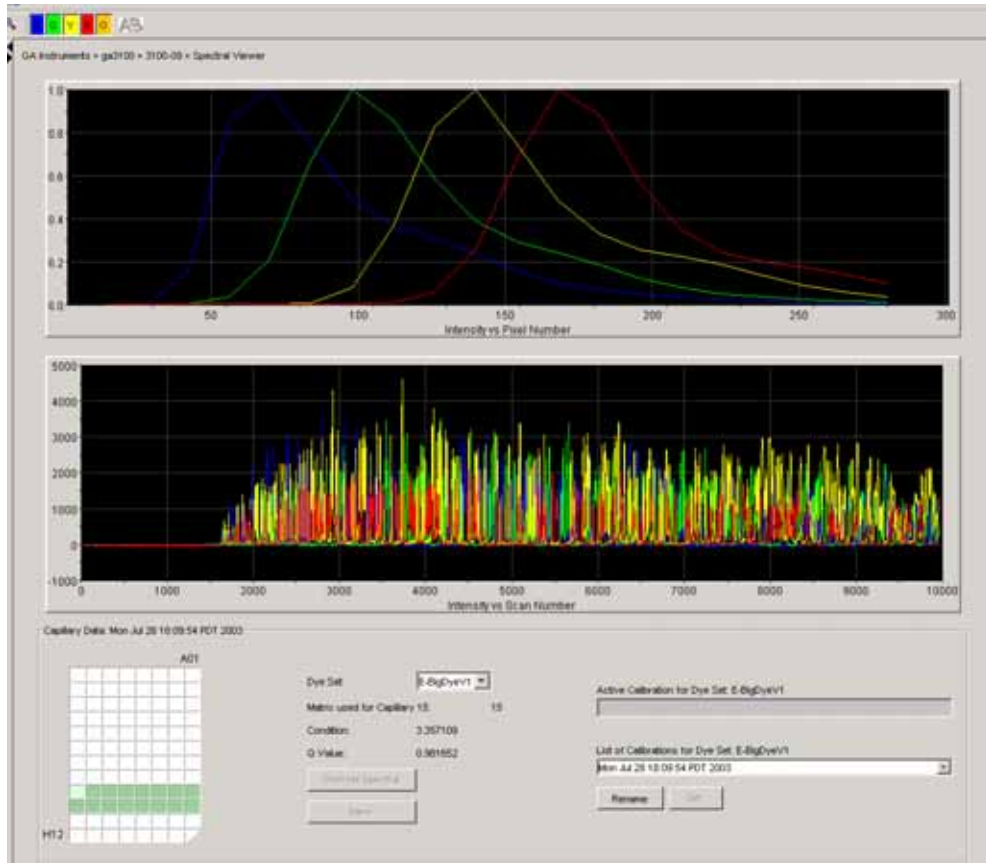 GA Instruments > ga3100 > 3100-09 > Spectral Viewer
1.0
0.8
0.6
0.4
0.2
0.0
50 100 150 200 250 300
Intensity vs Pixel Number
5000
4000
3000
2000
1000
0
-1000
0 1000 2000 3000 4000 5000 6000 7000 8000 9000 10000
Intensity vs Scan Number
Capillary Data: Mon Jul 28 18:09:54 PDT 2003
A01
H12
Dye Set: E-BigDyeV1
Matrix used for Capillary 15: 15
Condition: 3.357109
Q Value: 0.981652
Override Spectral
Save
Active Calibration for Dye Set: E-BigDyeV1
List of Calibrations for Dye Set: E-BigDyeV1
Mon Jul 28 18:09:54 PDT 2003
Rename Set